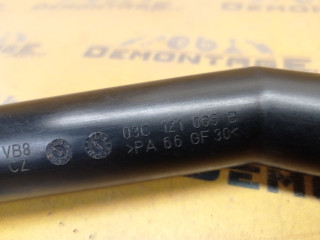 DEMONTAGE
VB8
CZ
03C 121 065 B
>PA 66 GF 30<